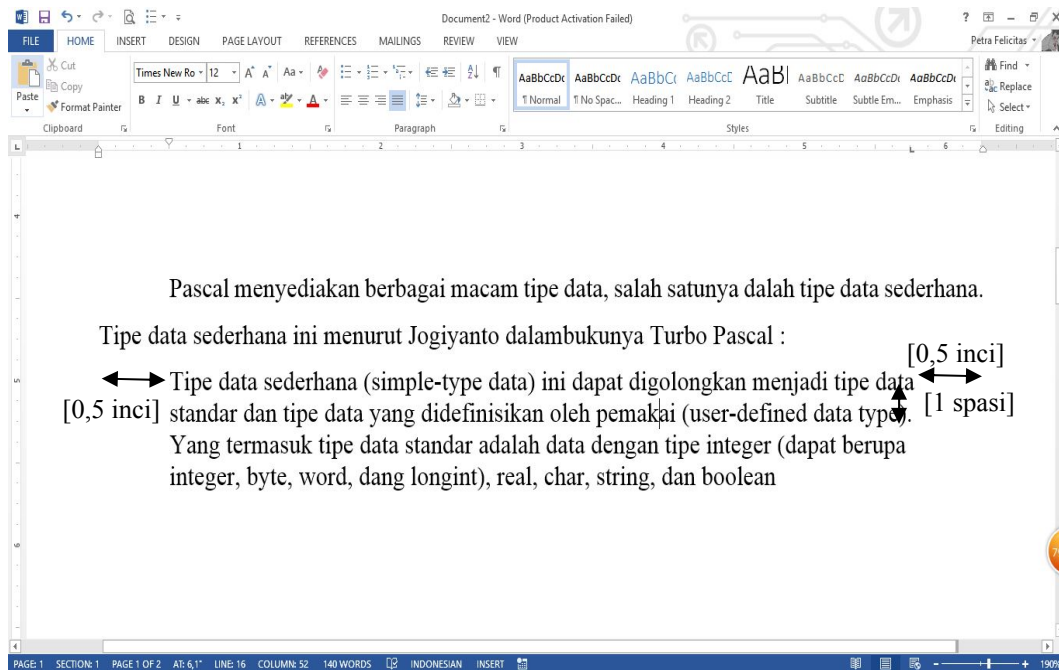 Document2 - Word (Product Activation Failed)
FILE HOME INSERT DESIGN PAGE LAYOUT REFERENCES MAILINGS REVIEW VIEW Petra Felicitas
Paste Cut Copy Format Painter
Times New Ro 12
AaBbCcDc AaBbCcDc AaBbCc AaBbCcD AaBl AaBbCcD AaBbCcDc AaBbCcDc
¶ Normal ¶ No Spac... Heading 1 Heading 2 Title Subtitle Subtle Em... Emphasis
Find Replace Select
Clipboard Font Paragraph Styles Editing
1 2 3 4 5 6
Pascal menyediakan berbagai macam tipe data, salah satunya dalah tipe data sederhana.
Tipe data sederhana ini menurut Jogiyanto dalambukunya Turbo Pascal :
[0,5 inci]
Tipe data sederhana (simple-type data) ini dapat digolongkan menjadi tipe data
[0,5 inci] standar dan tipe data yang didefinisikan oleh pemakai (user-defined data type). [1 spasi]
Yang termasuk tipe data standar adalah data dengan tipe integer (dapat berupa
integer, byte, word, dang longint), real, char, string, dan boolean
PAGE: 1 SECTION: 1 PAGE 1 OF 2 AT: 6,1" LINE: 16 COLUMN: 52 140 WORDS INDONESIAN INSERT 190%